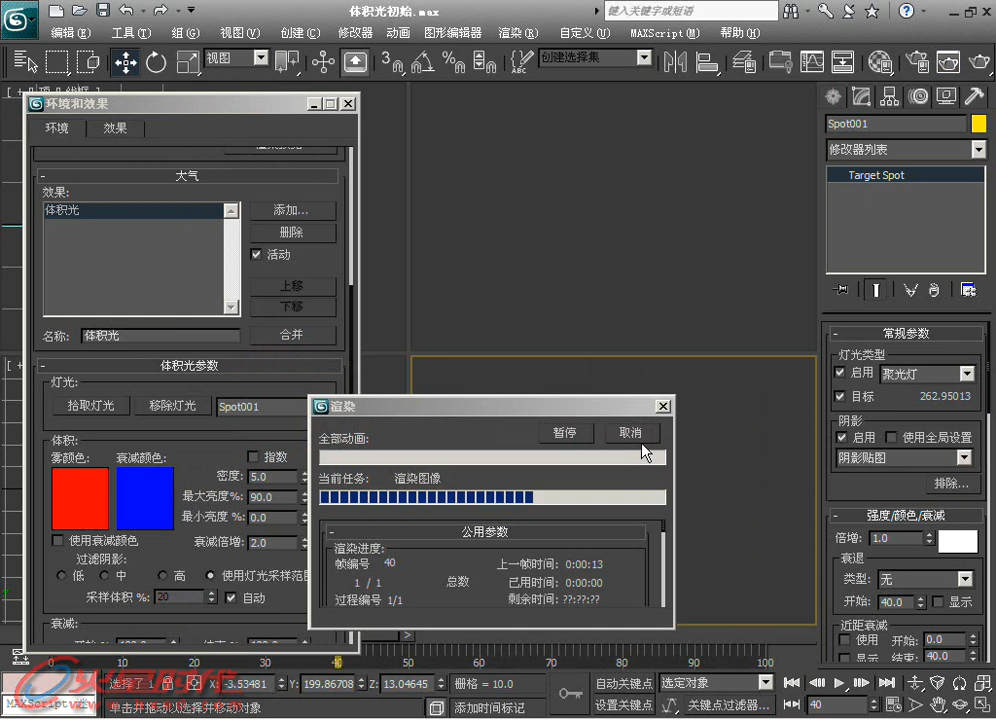 体积光初始.max
键入关键字或短语
编辑(E) 工具(T) 组(G) 视图(V) 创建(C) 修改器 动画 图形编辑器 渲染(R) 自定义(U) MAXScript(M) 帮助(H)
视图
创建选择集
环境和效果
环境 效果
大气
效果:
体积光
添加...
删除
活动
上移
下移
名称: 体积光
合并
体积光参数
灯光:
拾取灯光 移除灯光 Spot001
体积:
雾颜色: 衰减颜色: 指数
密度: 5.0
最大亮度%: 90.0
最小亮度 %: 0.0
使用衰减颜色 衰减倍增: 2.0
过滤阴影:
低 中 高 使用灯光采样范围
采样体积 %: 20 自动
衰减:
渲染
全部动画:
暂停 取消
当前任务: 渲染图像
公用参数
渲染进度:
帧编号 40 上一帧时间: 0:00:13
1 / 1 总数 已用时间: 0:00:00
过程编号 1/1 剩余时间: ??:??:??
Spot001
修改器列表
Target Spot
常规参数
灯光类型
启用 聚光灯
目标 262.95013
阴影
启用 使用全局设置
阴影贴图
排除...
强度/颜色/衰减
倍增: 1.0
衰退
类型: 无
开始: 40.0 显示
近距衰减
使用 开始: 0.0
显示 结束: 40.0
0 10 20 30 40 50 60 70 80 90 100
选择了 1 X: -3.53481 Y: 199.86708 Z: 13.04645 栅格 = 10.0 自动关键点 选定对象
MAXScript 单击并拖动以选择并移动对象 添加时间标记 设置关键点 关键点过滤器... 40